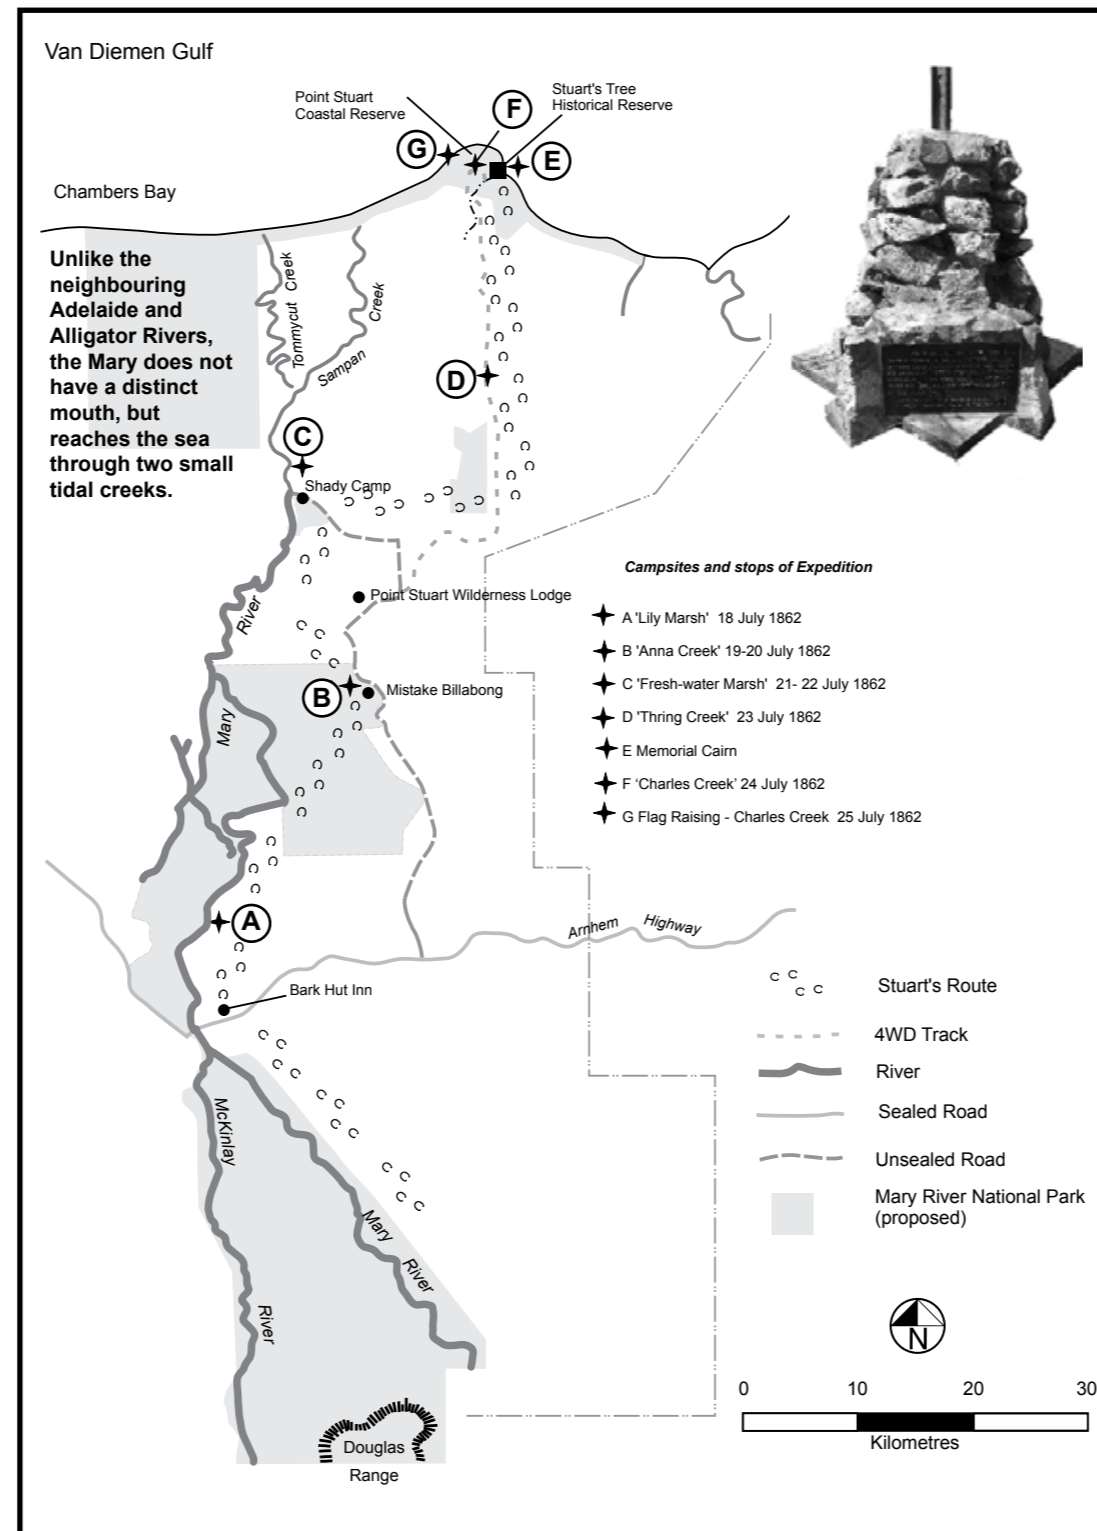 Van Diemen Gulf
Point Stuart
Coastal Reserve
Stuart's Tree
Historical Reserve
F
G
E
Chambers Bay
Unlike the
neighbouring
Adelaide and
Alligator Rivers,
the Mary does not
have a distinct
mouth, but
reaches the sea
through two small
tidal creeks.
Tommycut Creek
Sampan Creek
D
C
Shady Camp
River
Point Stuart Wilderness Lodge
B
Mistake Billabong
Mary
Campsites and stops of Expedition
A 'Lily Marsh' 18 July 1862
B 'Anna Creek' 19-20 July 1862
C 'Fresh-water Marsh' 21- 22 July 1862
D 'Thring Creek' 23 July 1862
E Memorial Cairn
F ‘Charles Creek’ 24 July 1862
G Flag Raising - Charles Creek 25 July 1862
A
Arnhem Highway
Bark Hut Inn
McKinlay
River
Mary
River
Douglas
Range
Stuart's Route
4WD Track
River
Sealed Road
Unsealed Road
Mary River National Park
(proposed)
N
0 10 20 30
Kilometres